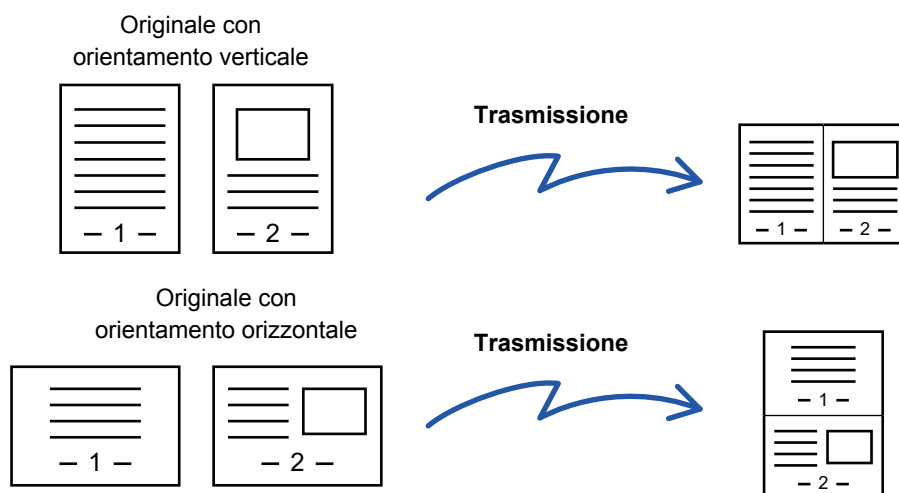 Originale con
orientamento verticale
Trasmissione
– 1 –
– 2 –
– 1 –
– 2 –
Originale con
orientamento orizzontale
Trasmissione
– 1 –
– 2 –
– 1 –
– 2 –